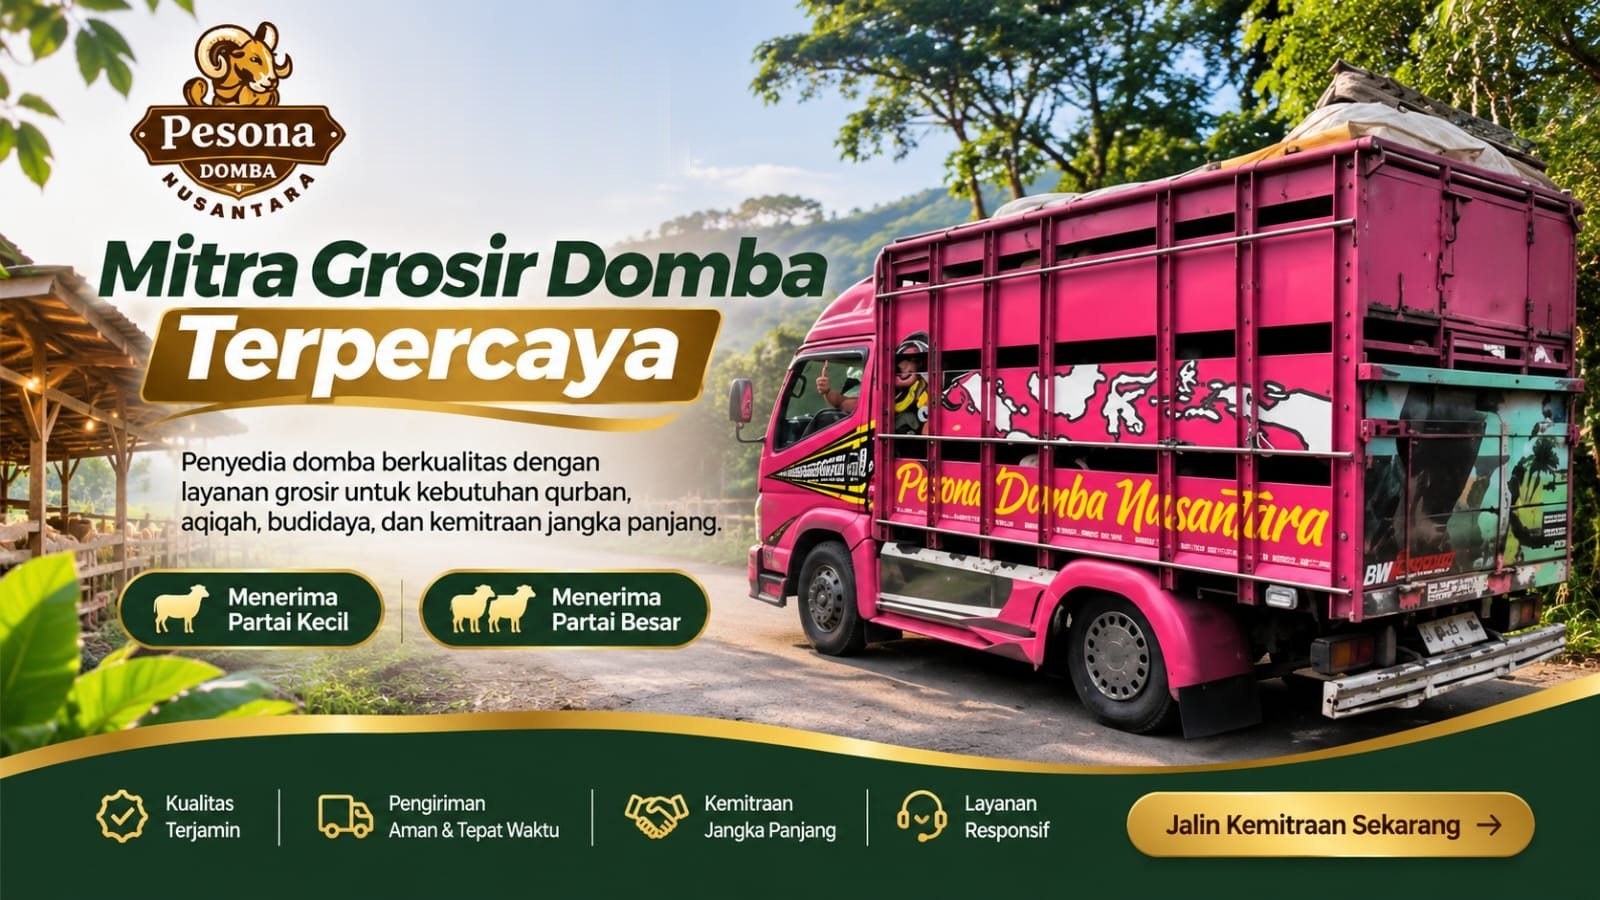 Pesona
DOMBA
NUSANTARA
Mitra Grosir Domba
Terpercaya
Penyedia domba berkualitas dengan
layanan grosir untuk kebutuhan qurban,
aqiqah, budidaya, dan kemitraan jangka panjang.
Menerima
Partai Kecil
Menerima
Partai Besar
Pesona Domba Nusantara
BW
Kualitas
Terjamin
Pengiriman
Aman & Tepat Waktu
Kemitraan
Jangka Panjang
Layanan
Responsif
Jalin Kemitraan Sekarang →